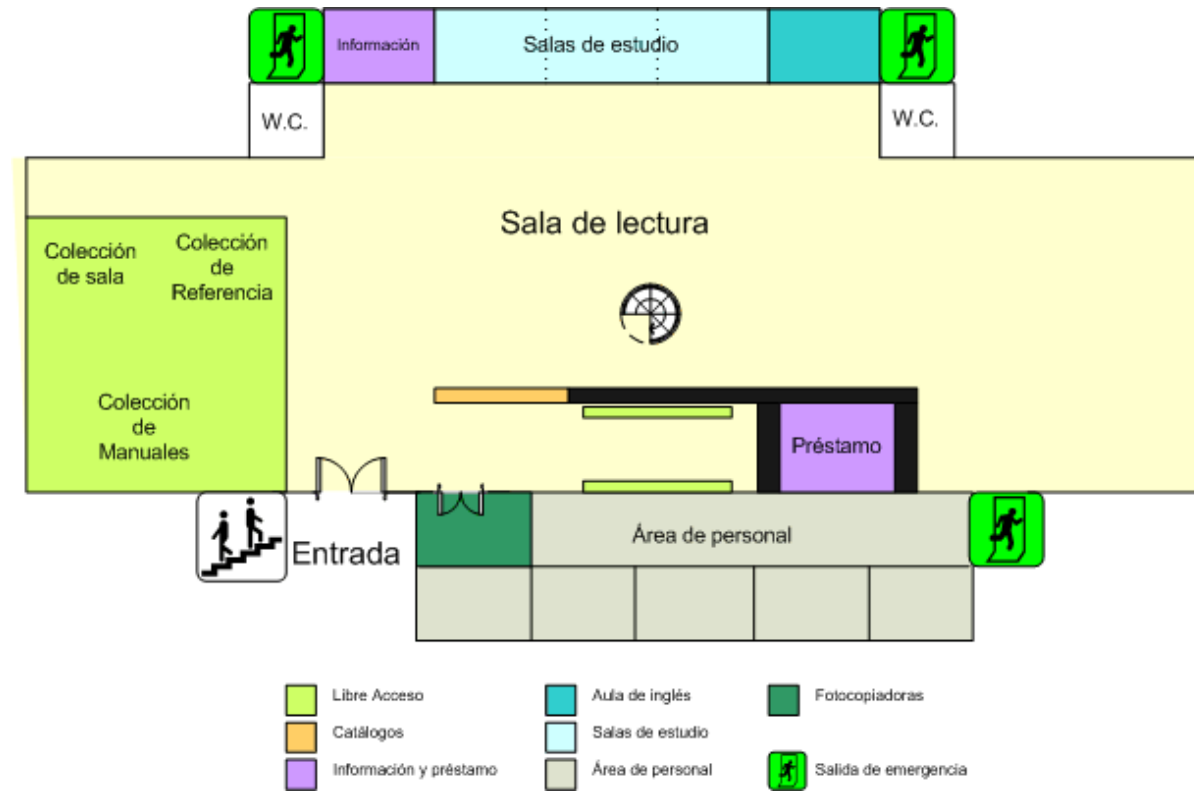 Información
Salas de estudio
W.C.
W.C.
Sala de lectura
Colección
de sala
Colección
de
Referencia
Colección
de
Manuales
Préstamo
Entrada
Área de personal
Libre Acceso
Aula de inglés
Fotocopiadoras
Catálogos
Salas de estudio
Información y préstamo
Área de personal
Salida de emergencia